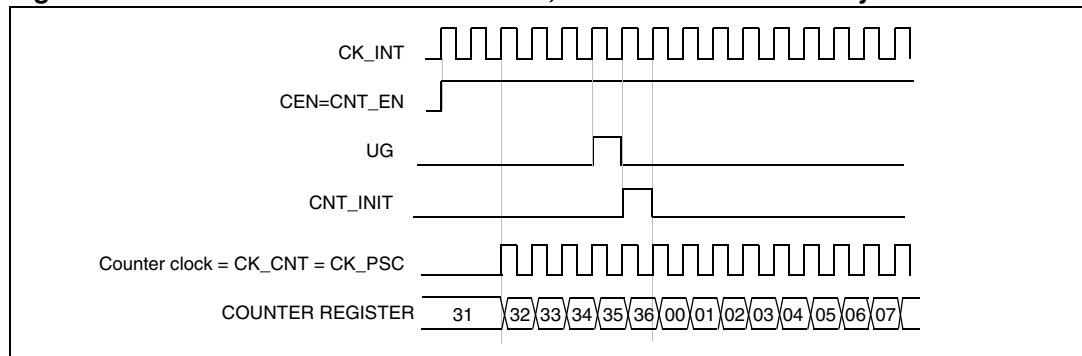 CK_INT
CEN=CNT_EN
UG
CNT_INIT
Counter clock = CK_CNT = CK_PSC
COUNTER REGISTER 31 32 33 34 35 36 00 01 02 03 04 05 06 07